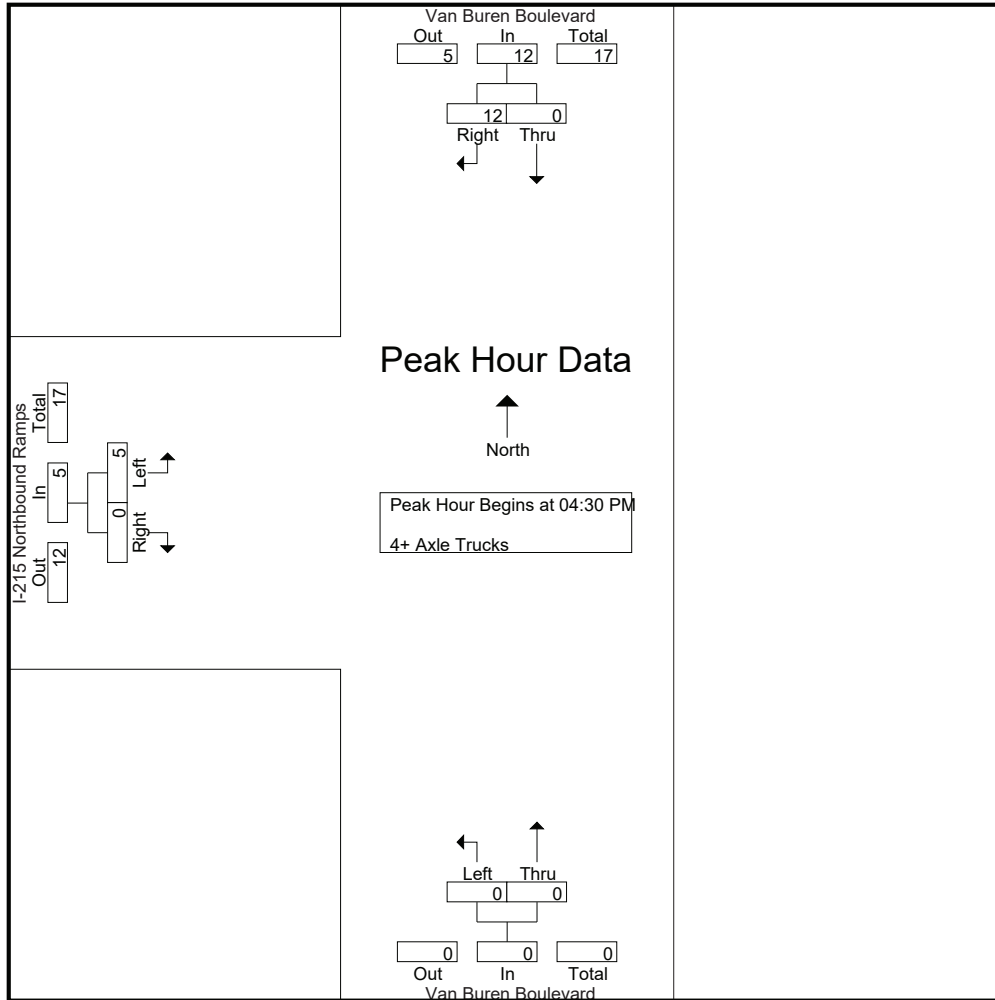 Van Buren Boulevard
Out In Total
5 12 17
12 0
Right Thru
Peak Hour Data
North
Peak Hour Begins at 04:30 PM
4+ Axle Trucks
I-215 Northbound Ramps
Out In Total
12 5 17
Right Left
0 5
Left Thru
0 0
0 0 0
Out In Total
Van Buren Boulevard